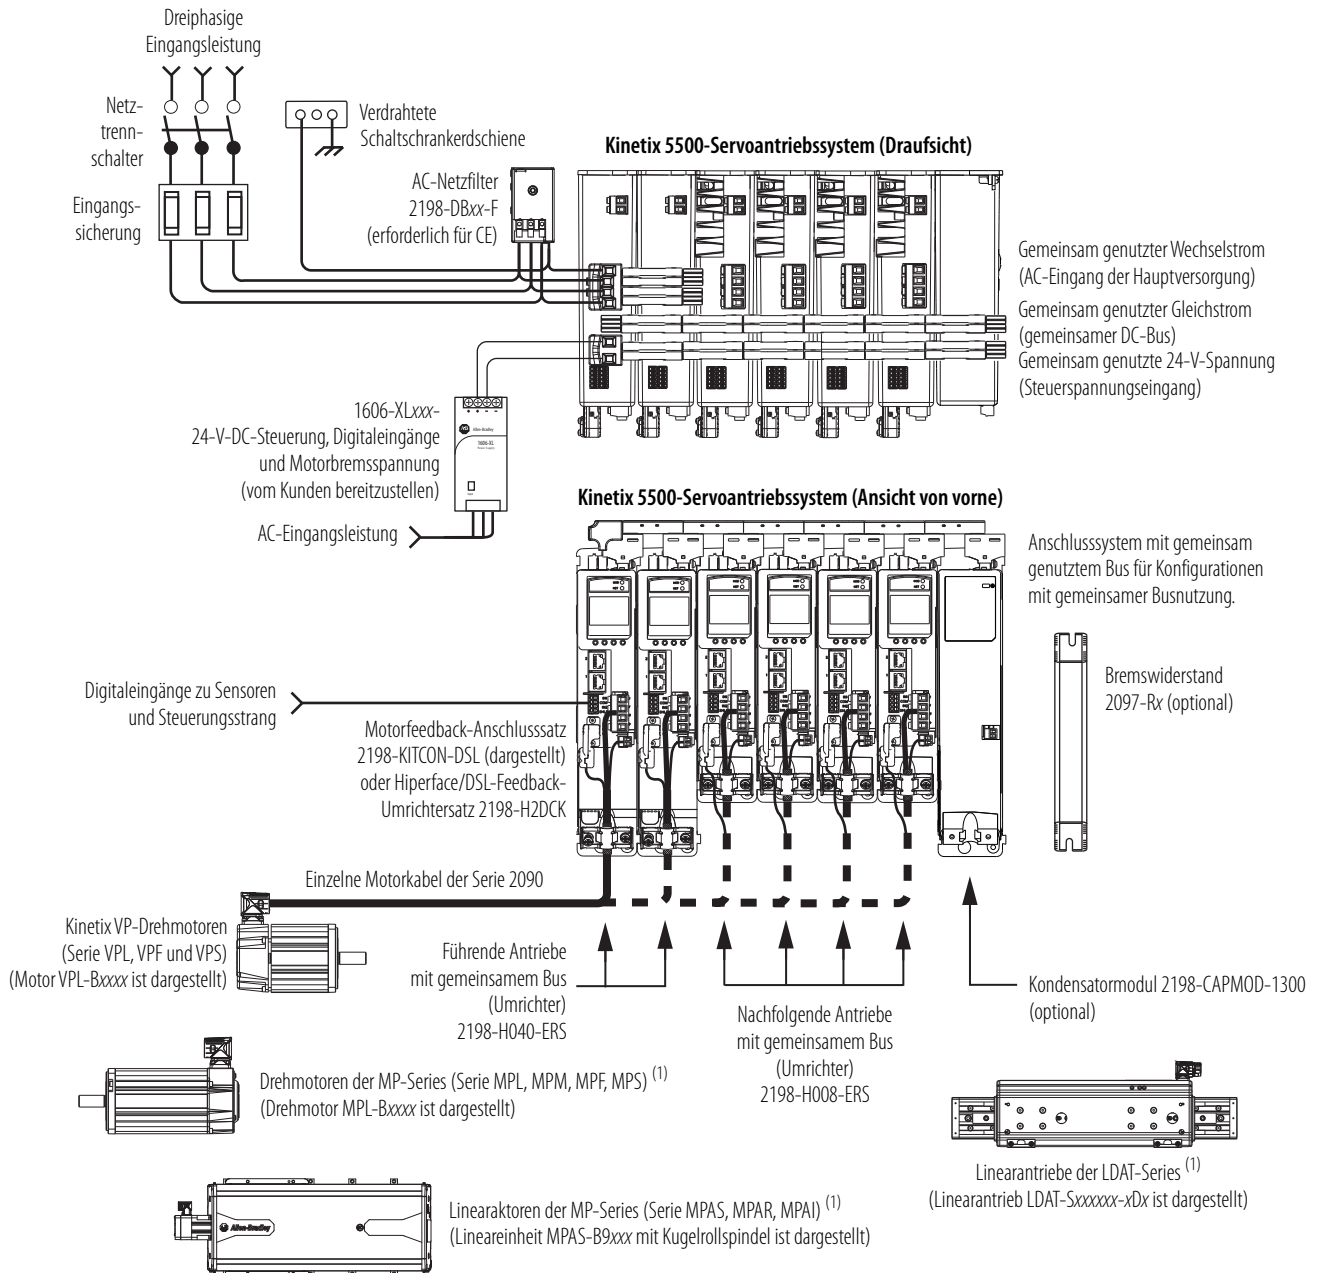 Dreiphasige
Eingangsleistung
Netz-
trenn-
schalter
Verdrahtete
Schaltschrankerdschiene
Kinetix 5500-Servoantriebssystem (Draufsicht)
AC-Netzfilter
2198-DBxx-F
(erforderlich für CE)
Eingangs-
sicherung
Gemeinsam genutzter Wechselstrom
(AC-Eingang der Hauptversorgung)
Gemeinsam genutzter Gleichstrom
(gemeinsamer DC-Bus)
Gemeinsam genutzte 24-V-Spannung
(Steuerspannungseingang)
1606-XLxxx-
24-V-DC-Steuerung, Digitaleingänge
und Motorbremsspannung
(vom Kunden bereitzustellen)
Allen-Bradley
1606-XL
Power Supply
AC-Eingangsleistung
Kinetix 5500-Servoantriebssystem (Ansicht von vorne)
Anschlusssystem mit gemeinsam
genutztem Bus für Konfigurationen
mit gemeinsamer Busnutzung.
Bremswiderstand
2097-Rx (optional)
Digitaleingänge zu Sensoren
und Steuerungsstrang
Motorfeedback-Anschlusssatz
2198-KITCON-DSL (dargestellt)
oder Hiperface/DSL-Feedback-
Umrichtersatz 2198-H2DCK
Einzelne Motorkabel der Serie 2090
Kinetix VP-Drehmotoren
(Serie VPL, VPF und VPS)
(Motor VPL-Bxxxx ist dargestellt)
Führende Antriebe
mit gemeinsamem Bus
(Umrichter)
2198-H040-ERS
Nachfolgende Antriebe
mit gemeinsamem Bus
(Umrichter)
2198-H008-ERS
Kondensatormodul 2198-CAPMOD-1300
(optional)
Drehmotoren der MP-Series (Serie MPL, MPM, MPF, MPS) (1)
(Drehmotor MPL-Bxxxx ist dargestellt)
Linearantriebe der LDAT-Series (1)
(Linearantrieb LDAT-Sxxxxxx-xDx ist dargestellt)
Allen-Bradley
Linearaktoren der MP-Series (Serie MPAS, MPAR, MPAI) (1)
(Lineareinheit MPAS-B9xxx mit Kugelrollspindel ist dargestellt)